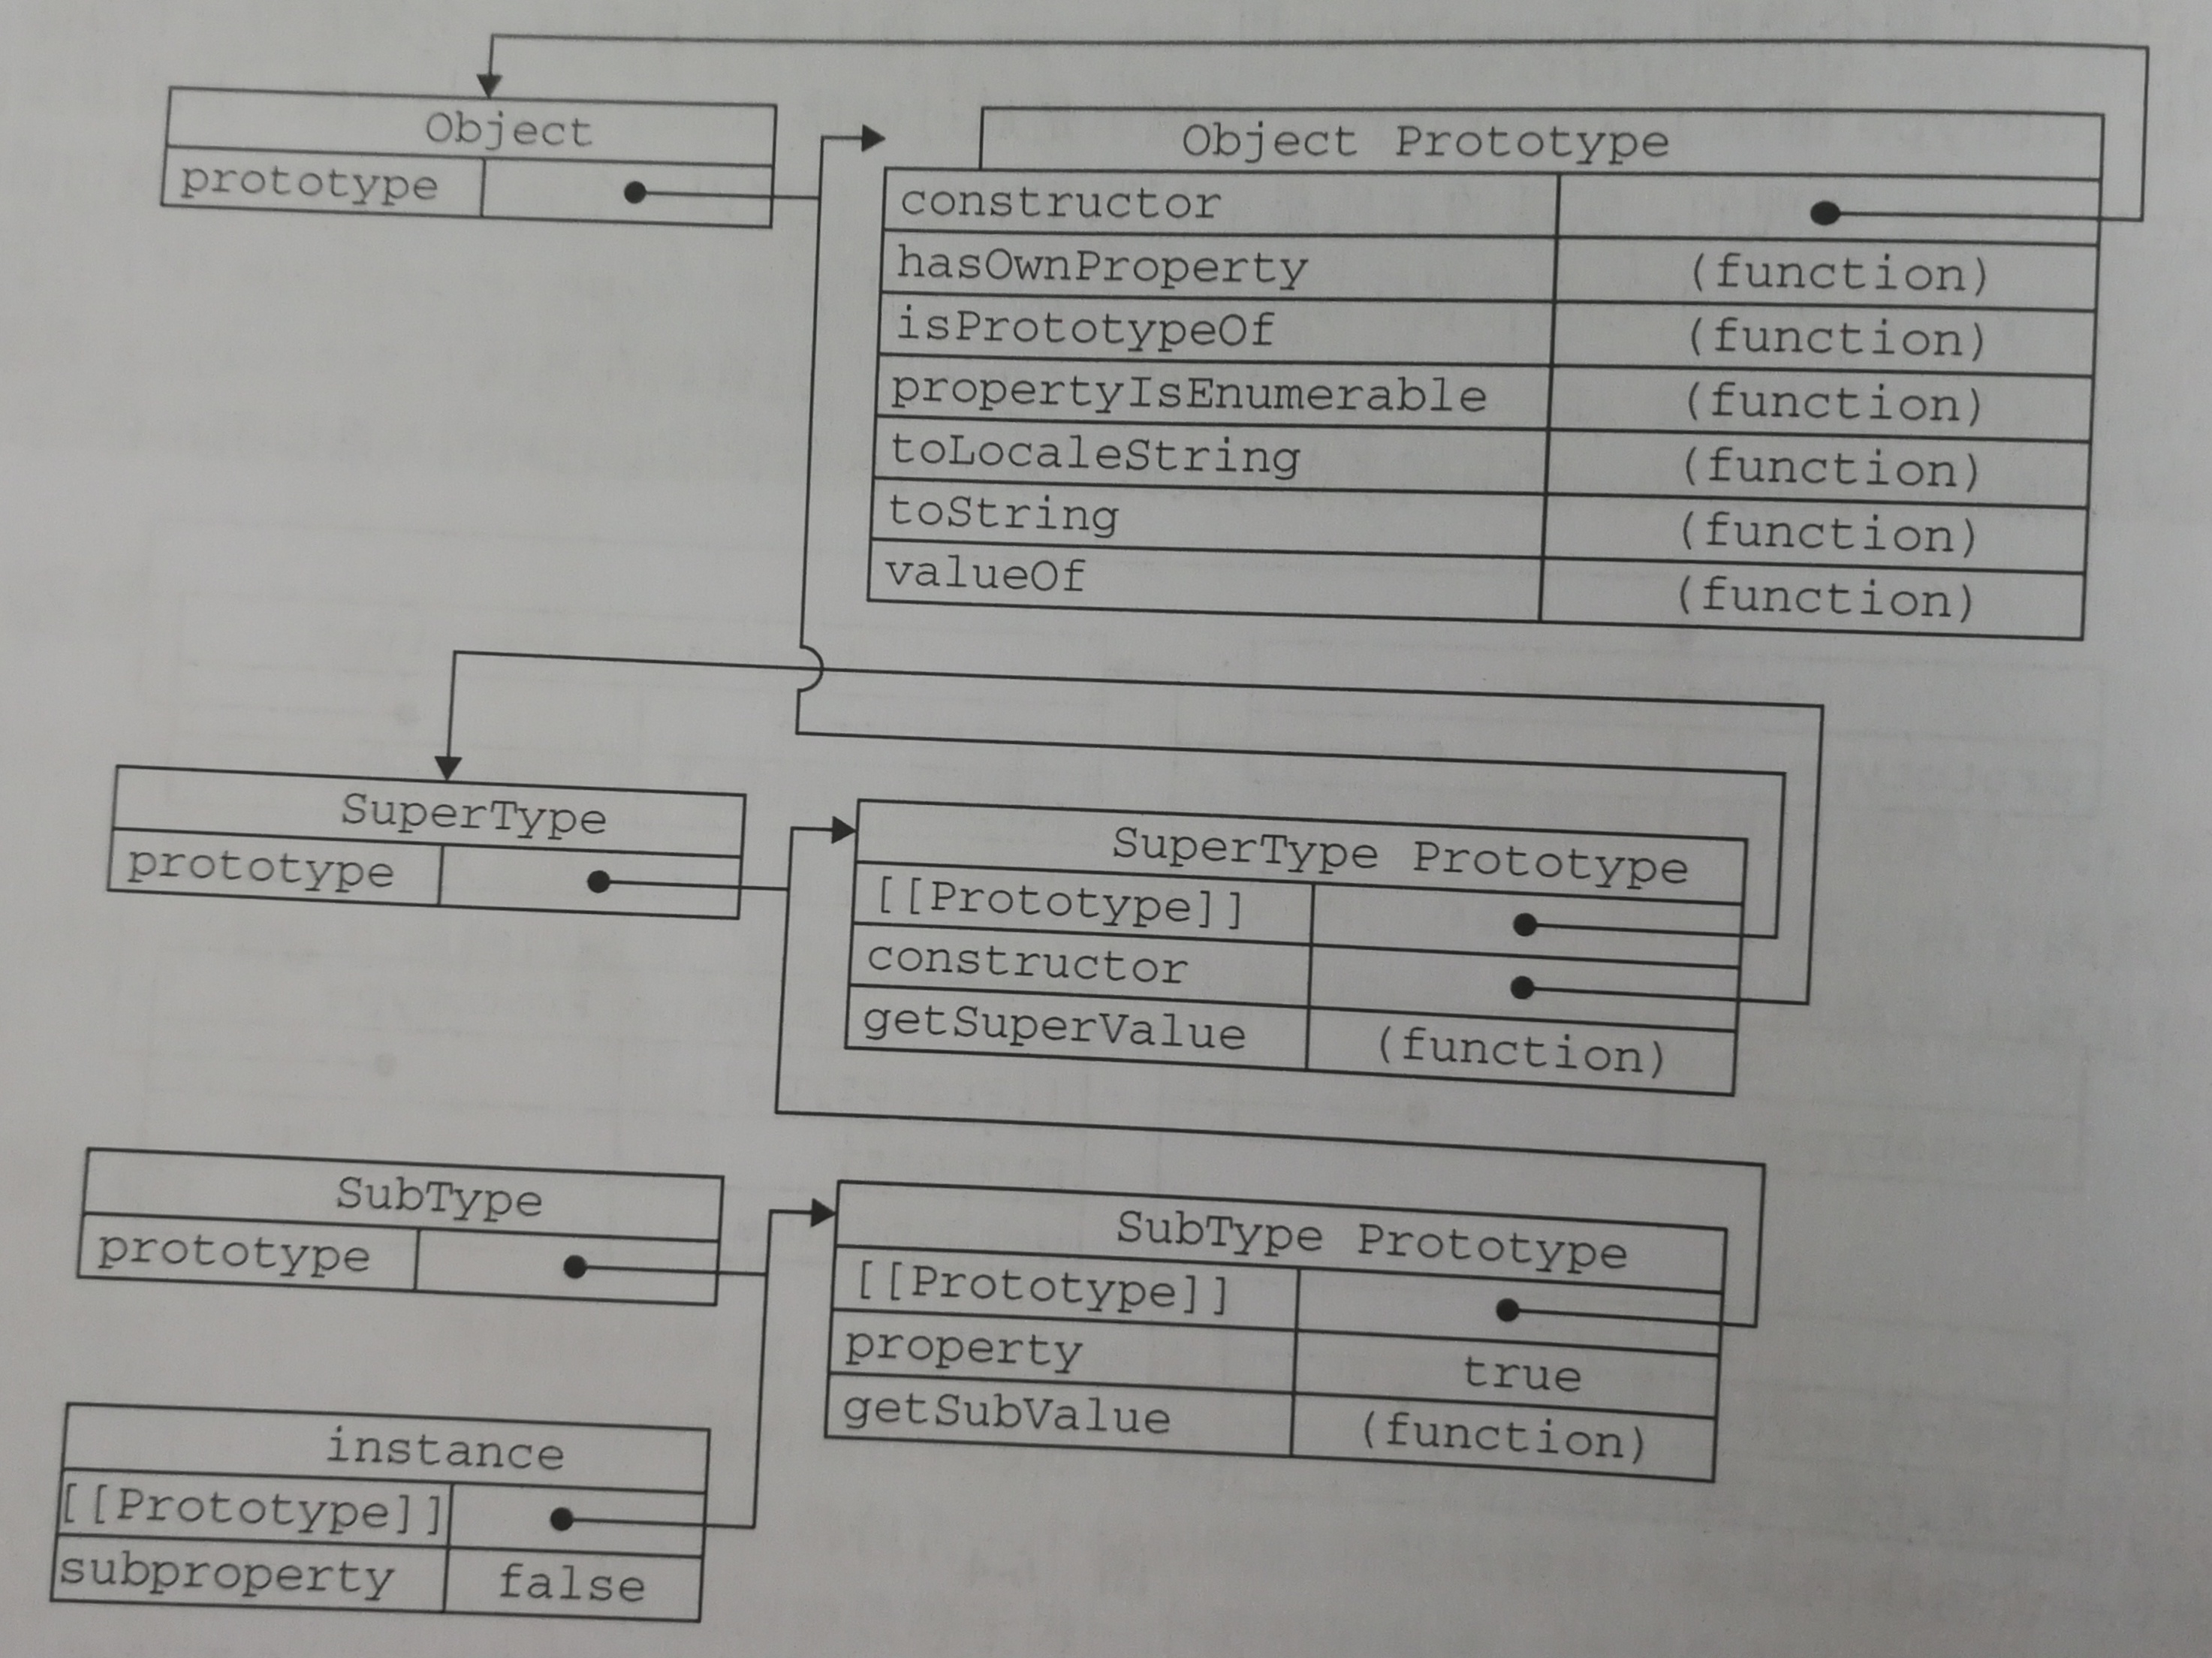 Object
prototype
Object Prototype
constructor
hasOwnProperty (function)
isPrototypeOf (function)
propertyIsEnumerable (function)
toLocaleString (function)
toString (function)
valueOf (function)
SuperType
prototype
SuperType Prototype
[[Prototype]]
constructor
getSuperValue (function)
SubType
prototype
SubType Prototype
[[Prototype]]
property true
getSubValue (function)
instance
[[Prototype]]
subproperty false